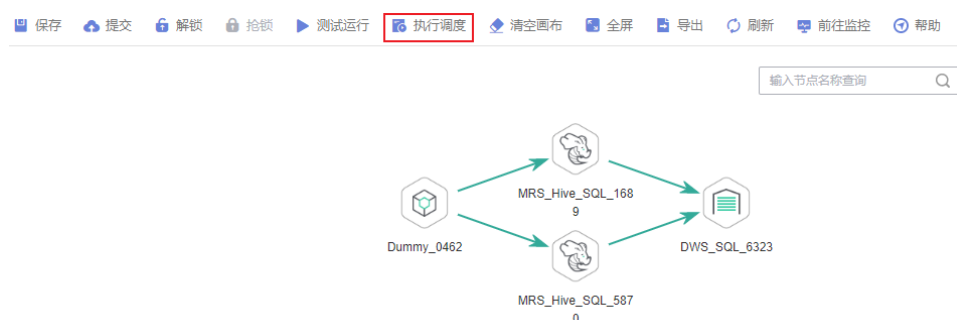 保存 提交 解锁 抢锁 测试运行 执行调度 清空画布 全屏 导出 刷新 前往监控 帮助
输入节点名称查询
MRS_Hive_SQL_168
9
Dummy_0462
DWS_SQL_6323
MRS_Hive_SQL_587
0